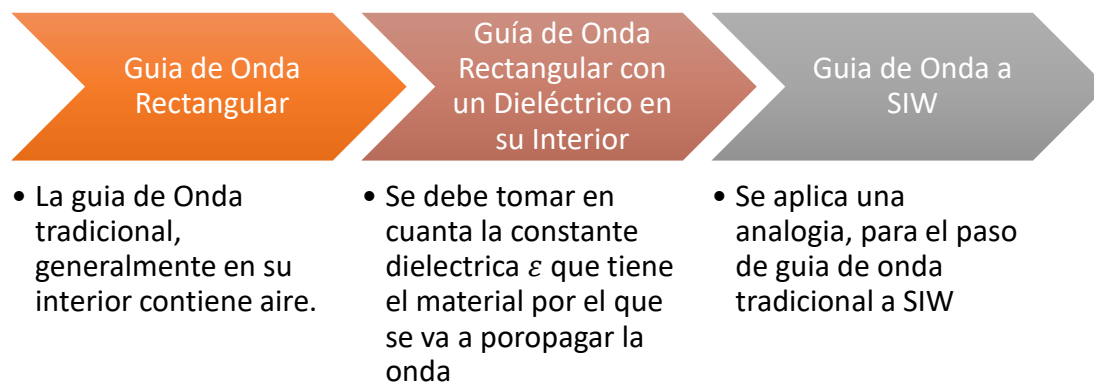 Guia de Onda
Rectangular
Guía de Onda
Rectangular con
un Dieléctrico en
su Interior
Guia de Onda a
SIW
• La guia de Onda
tradicional,
generalmente en su
interior contiene aire.
• Se debe tomar en
cuanta la constante
dielectrica ε que tiene
el material por el que
se va a poropagar la
onda
• Se aplica una
analogia, para el paso
de guia de onda
tradicional a SIW